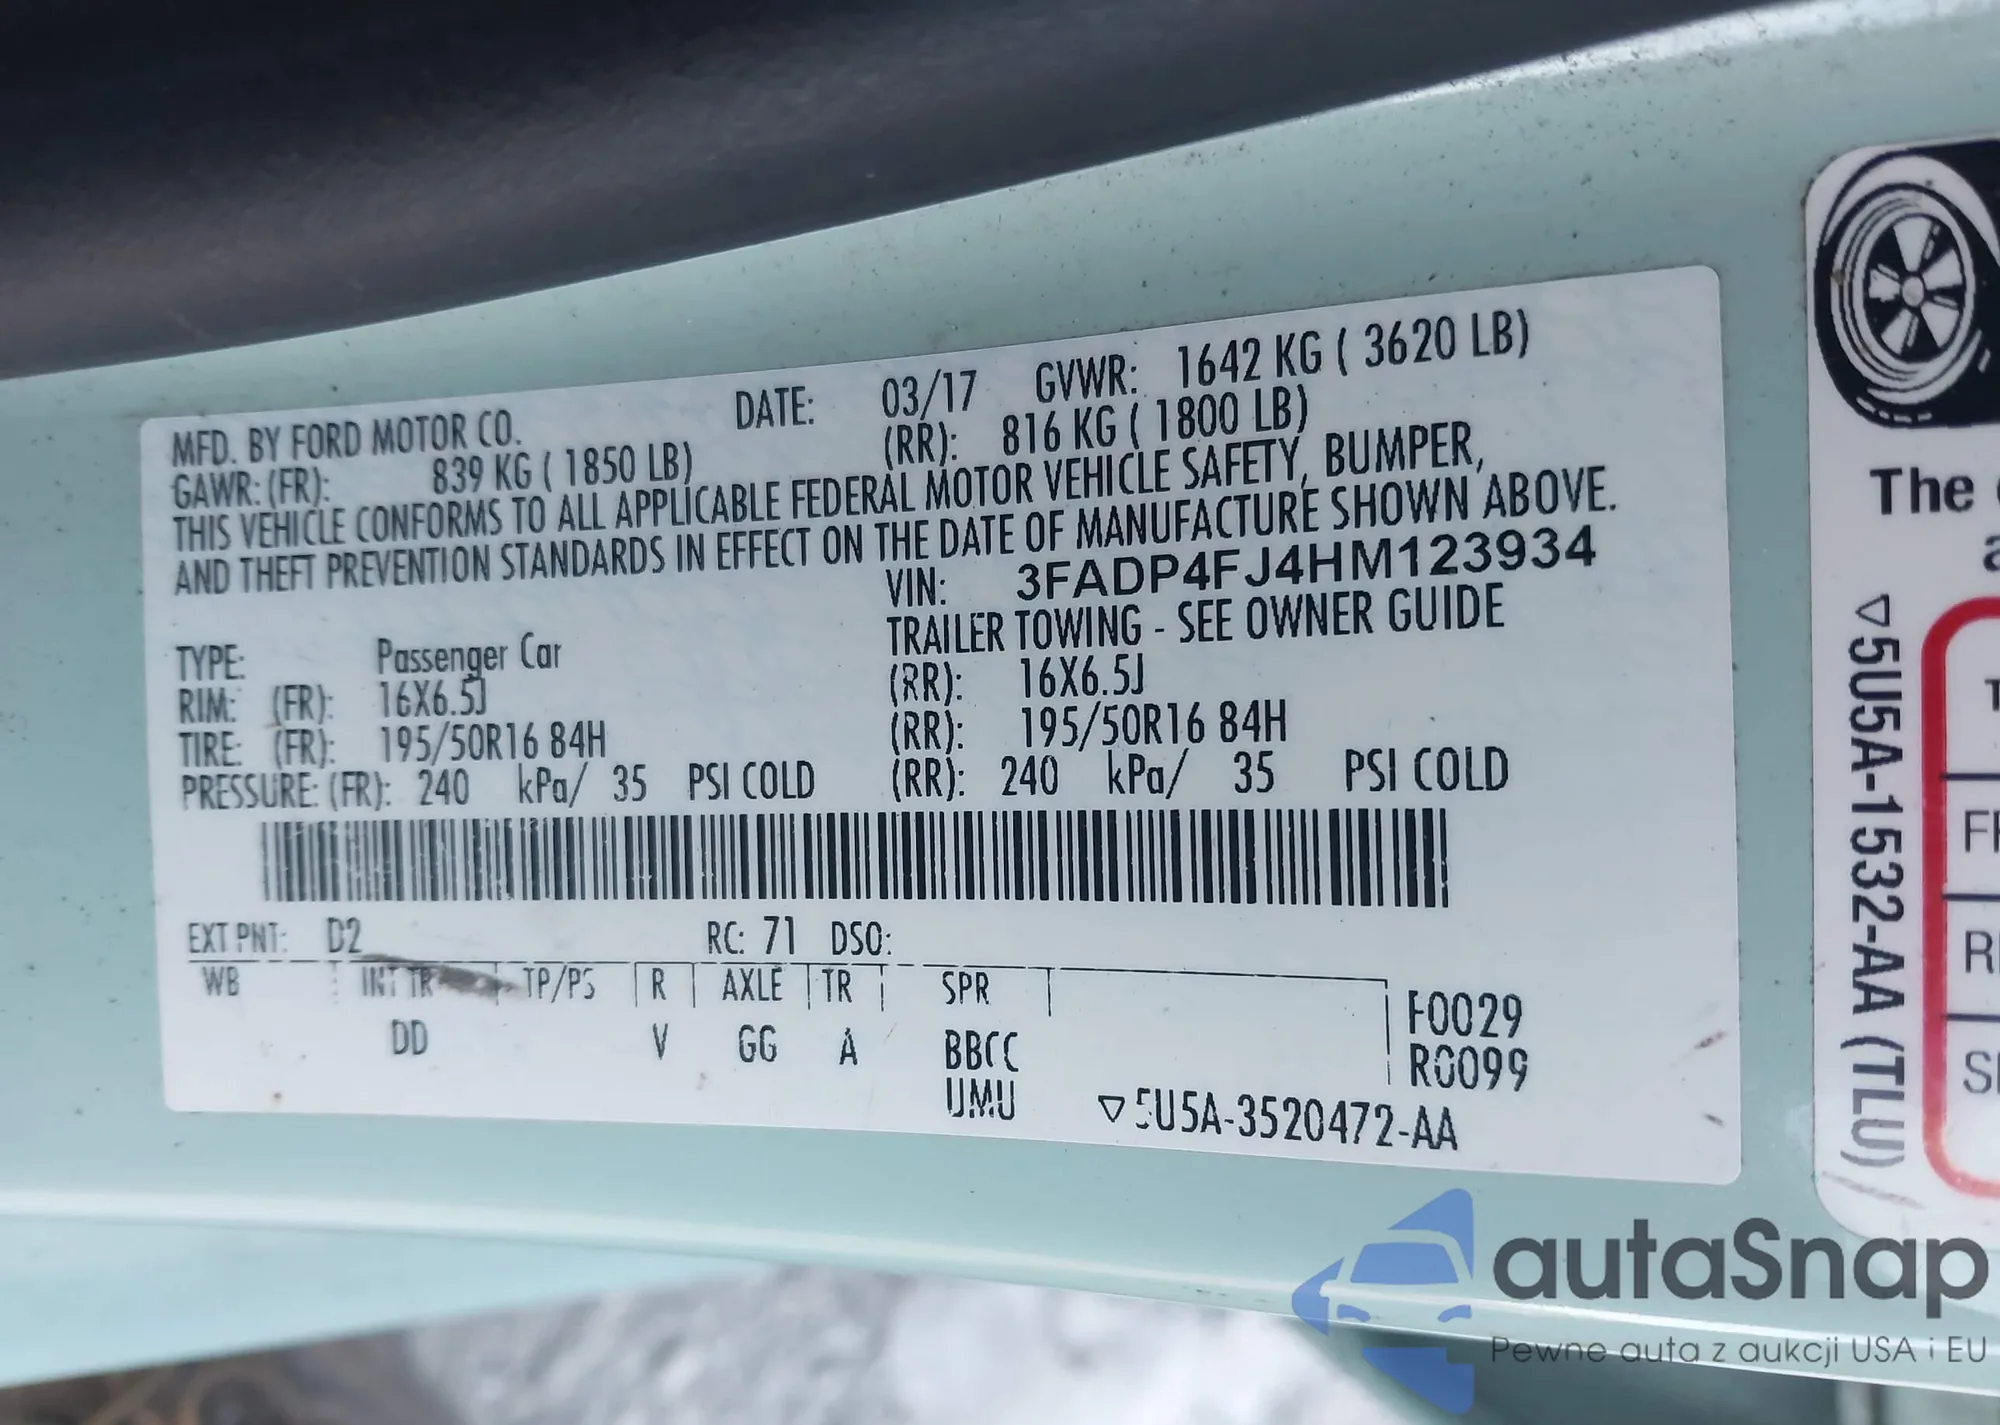 MFD. BY FORD MOTOR CO. DATE: 03/17 GVWR: 1642 KG ( 3620 LB)
GAWR: (FR): 839 KG ( 1850 LB) (RR): 816 KG ( 1800 LB)
THIS VEHICLE CONFORMS TO ALL APPLICABLE FEDERAL MOTOR VEHICLE SAFETY, BUMPER,
AND THEFT PREVENTION STANDARDS IN EFFECT ON THE DATE OF MANUFACTURE SHOWN ABOVE.
VIN: 3FADP4FJ4HM123934
TRAILER TOWING - SEE OWNER GUIDE
TYPE: Passenger Car
RIM: (FR): 16X6.5J (RR): 16X6.5J
TIRE: (FR): 195/50R16 84H (RR): 195/50R16 84H
PRESSURE: (FR): 240 kPa/ 35 PSI COLD (RR): 240 kPa/ 35 PSI COLD
EXT PNT: D2 RC: 71 DSO:
WB INT TR TP/PS R AXLE TR SPR
DD V GG A BBCC
UMU
F0029
R0099
5U5A-3520472-AA
The
5U5A-1532-AA (TLU)
autaSnap
Pewne auta z aukcji USA i EU